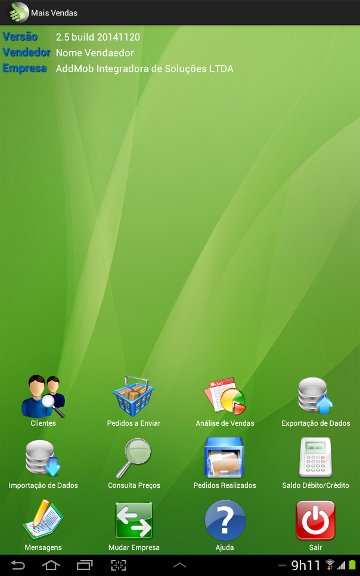 Mais Vendas
Versão 2.5 build 20141120
Vendedor Nome Vendaedor
Empresa AddMob Integradora de Soluções LTDA
Clientes Pedidos a Enviar Análise de Vendas Exportação de Dados
Importação de Dados Consulta Preços Pedidos Realizados Saldo Débito/Crédito
Mensagens Mudar Empresa Ajuda Sair
9h11